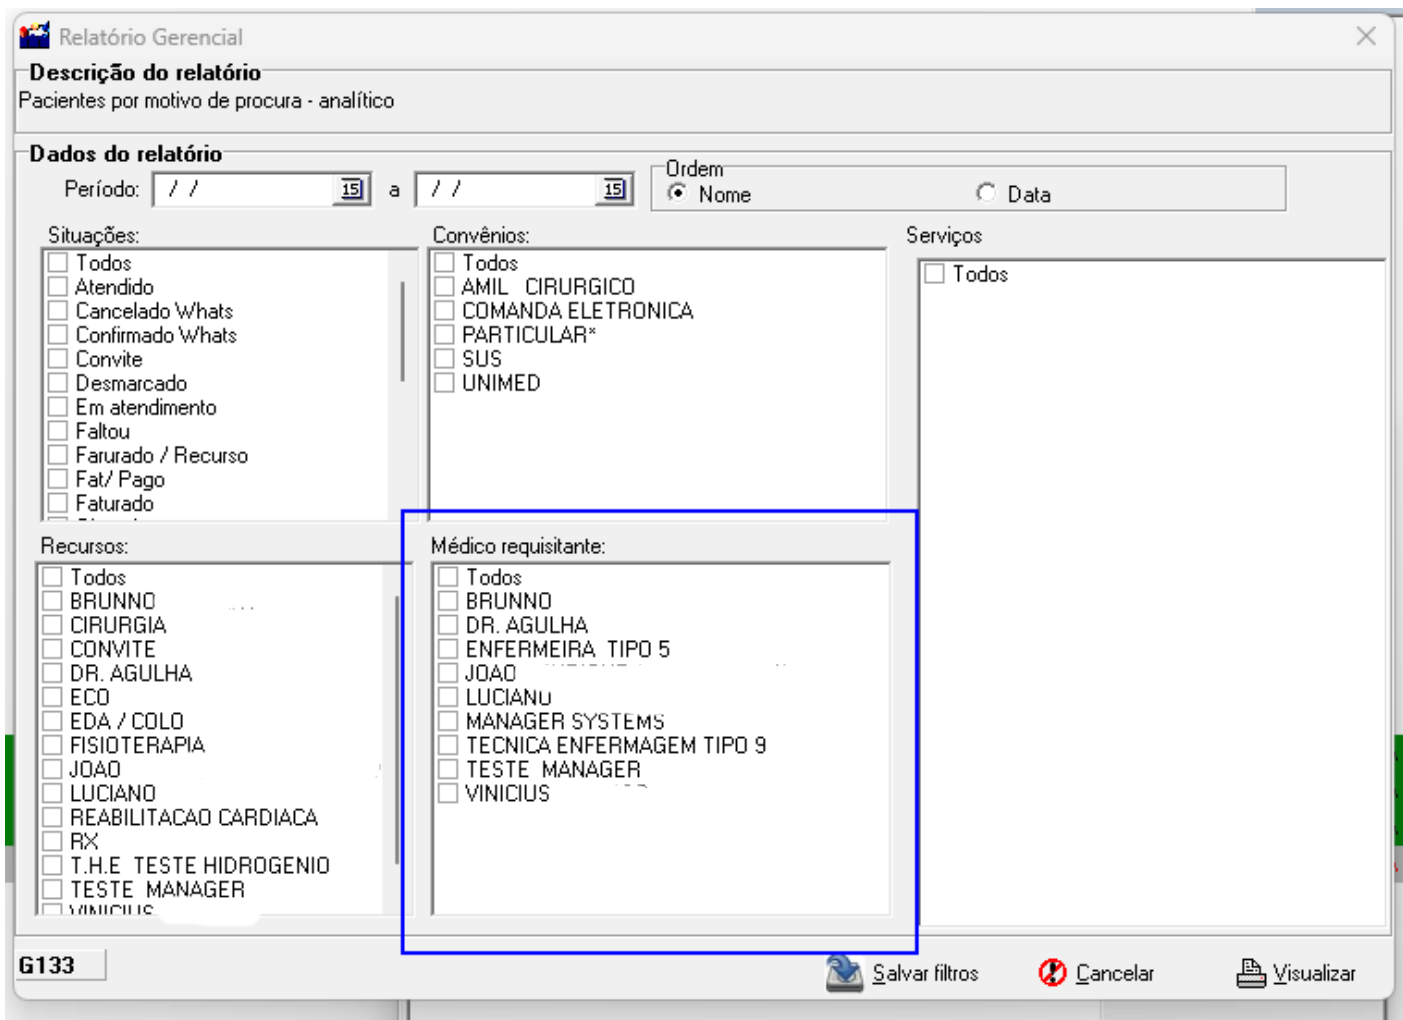 Relatório Gerencial
Descrição do relatório
Pacientes por motivo de procura - analítico
Dados do relatório
Período: / / 15 a / / 15
Ordem
Nome
Data
Situações:
Todos
Atendido
Cancelado Whats
Confirmado Whats
Convite
Desmarcado
Em atendimento
Faltou
Farurado / Recurso
Fat/ Pago
Faturado
Convênios:
Todos
AMIL CIRURGICO
COMANDA ELETRONICA
PARTICULAR*
SUS
UNIMED
Serviços
Todos
Recursos:
Todos
BRUNNO
CIRURGIA
CONVITE
DR. AGULHA
ECO
EDA / COLO
FISIOTERAPIA
JOAO
LUCIANO
REABILITACAO CARDIACA
RX
T.H.E TESTE HIDROGENIO
TESTE MANAGER
VINICIUS
Médico requisitante:
Todos
BRUNNO
DR. AGULHA
ENFERMEIRA TIPO 5
JOAO
LUCIANO
MANAGER SYSTEMS
TECNICA ENFERMAGEM TIPO 9
TESTE MANAGER
VINICIUS
G133
Salvar filtros
Cancelar
Visualizar